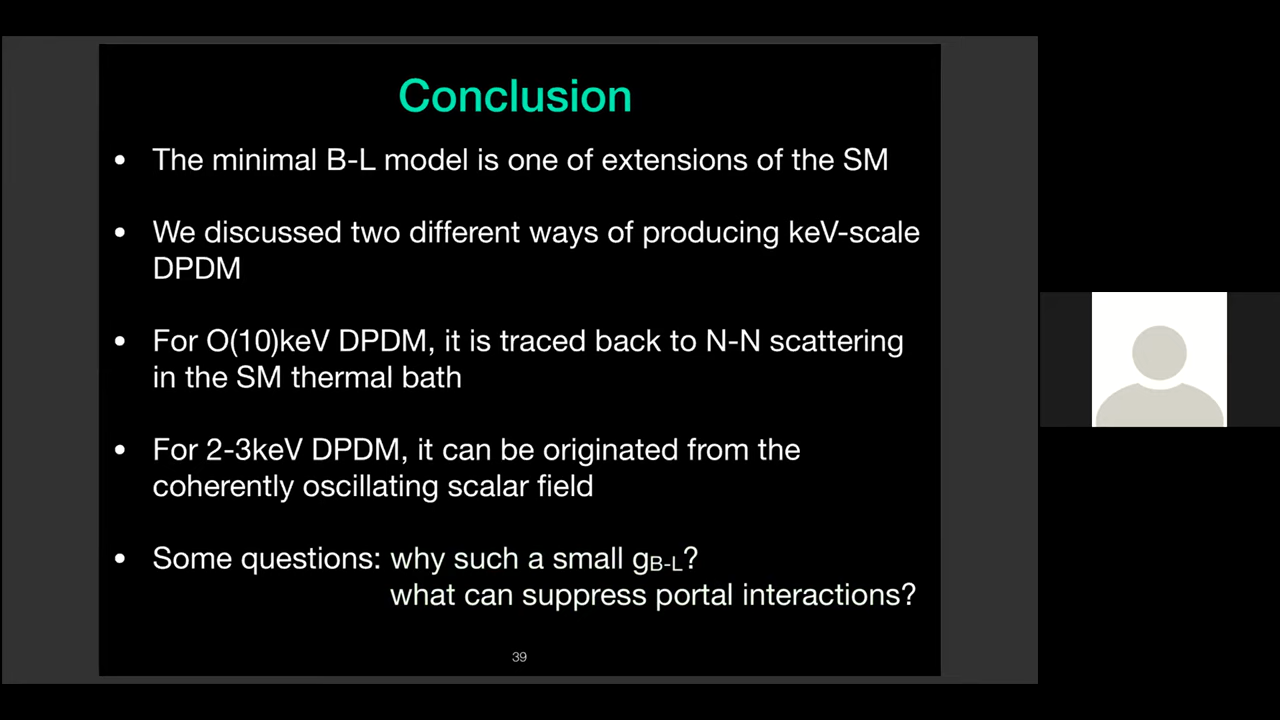 Conclusion
• The minimal B-L model is one of extensions of the SM
• We discussed two different ways of producing keV-scale
DPDM
• For O(10)keV DPDM, it is traced back to N-N scattering
in the SM thermal bath
• For 2-3keV DPDM, it can be originated from the
coherently oscillating scalar field
• Some questions: why such a small gB-L?
what can suppress portal interactions?
39